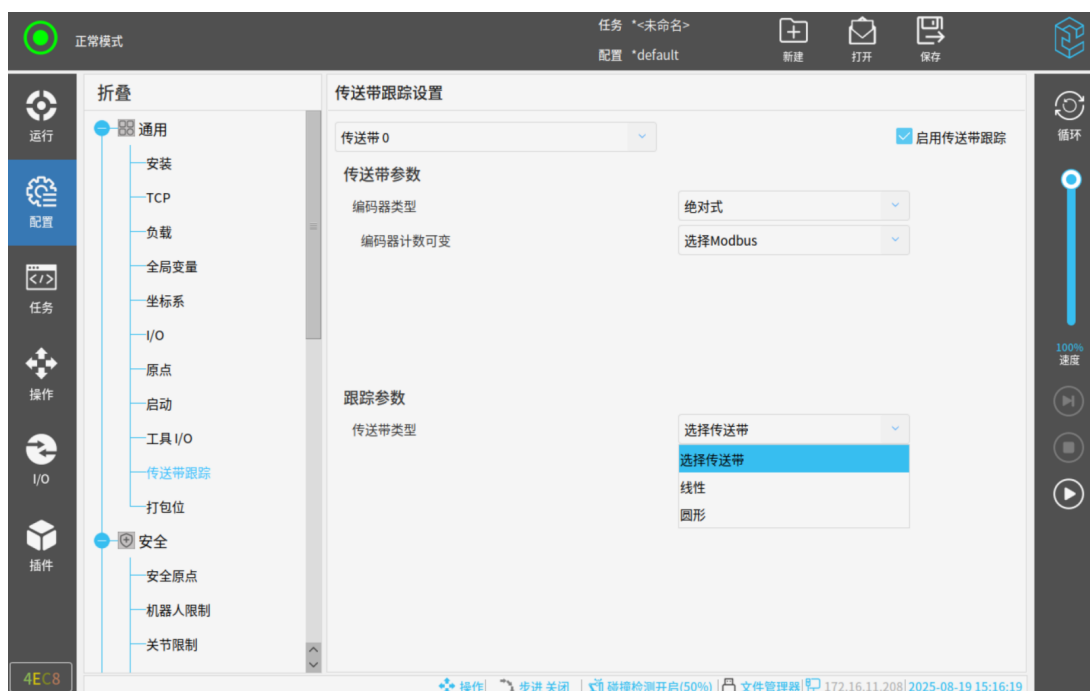 正常模式
任务 *<未命名>
配置 *default
新建
打开
保存
运行
配置
任务
操作
I/O
插件
4EC8
折叠
通用
安装
TCP
负载
全局变量
坐标系
I/O
原点
启动
工具 I/O
传送带跟踪
打包位
安全
安全原点
机器人限制
关节限制
传送带跟踪设置
传送带 0
启用传送带跟踪
传送带参数
编码器类型 绝对式
编码器计数可变 选择Modbus
跟踪参数
传送带类型 选择传送带
选择传送带
线性
圆形
循环
100%
速度
操作 步进 关闭 碰撞检测开启(50%) 文件管理器 172.16.11.208 2025-08-19 15:16:19